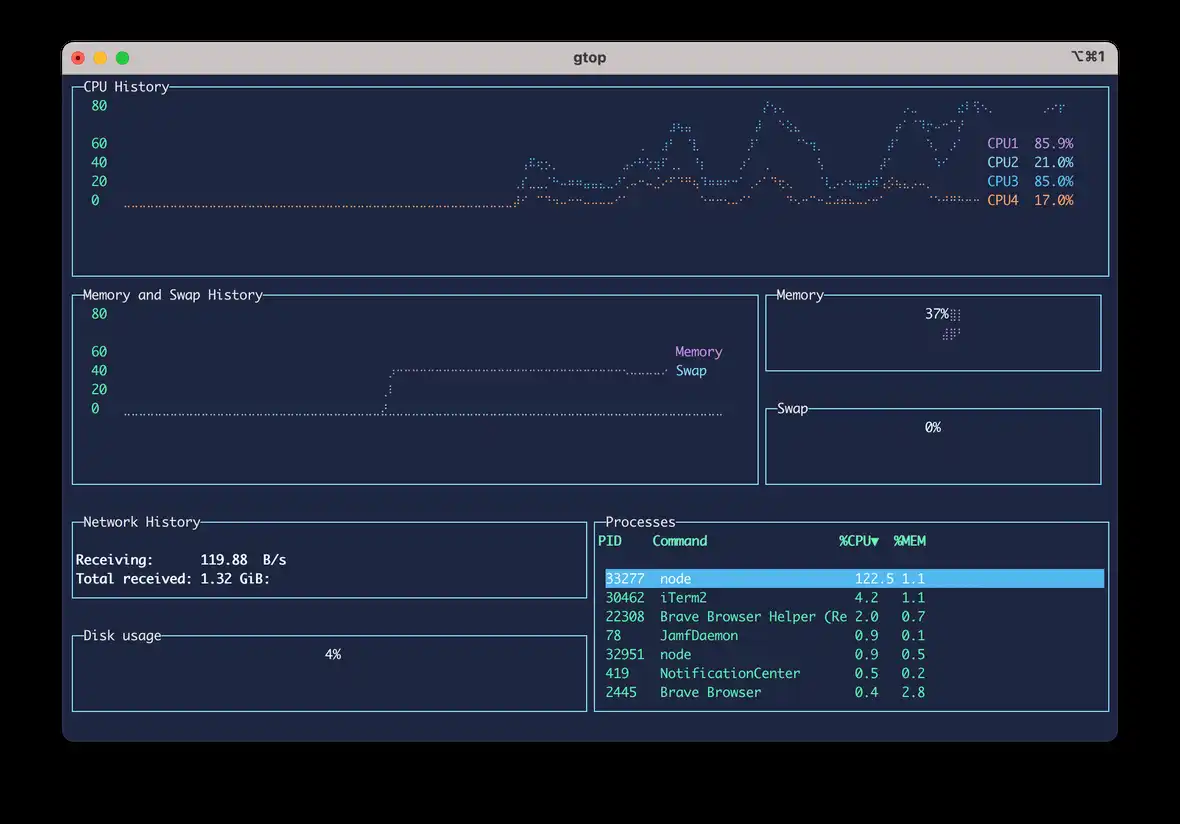 gtop
⌥⌘1
CPU History
80
60
40
20
0
CPU1 85.9%
CPU2 21.0%
CPU3 85.0%
CPU4 17.0%
Memory and Swap History
80
60
40
20
0
Memory
Swap
Memory
37%
Swap
0%
Network History
Receiving: 119.88 B/s
Total received: 1.32 GiB:
Disk usage
4%
Processes
PID Command %CPU▼ %MEM
33277 node 122.5 1.1
30462 iTerm2 4.2 1.1
22308 Brave Browser Helper (Re 2.0 0.7
78 JamfDaemon 0.9 0.1
32951 node 0.9 0.5
419 NotificationCenter 0.5 0.2
2445 Brave Browser 0.4 2.8